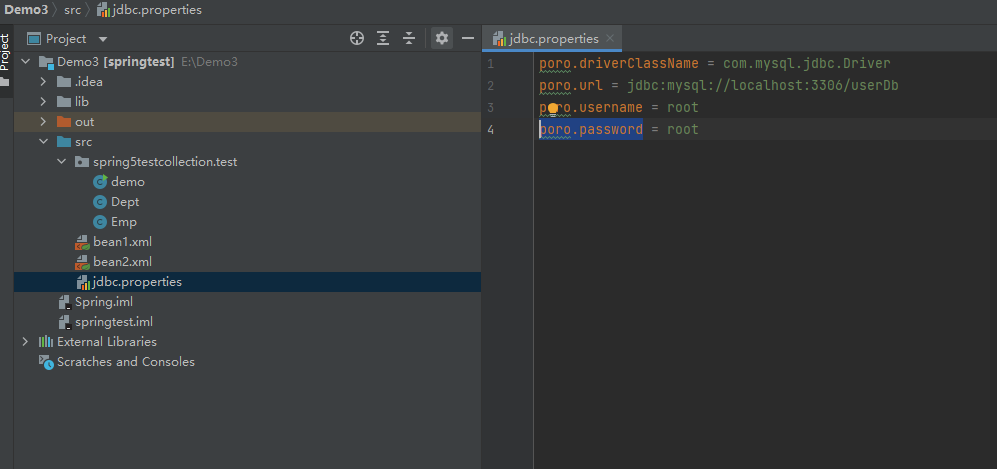 Demo3 src jdbc.properties
Project
Project
Demo3 [springtest] E:\Demo3
.idea
lib
out
src
spring5testcollection.test
demo
Dept
Emp
bean1.xml
bean2.xml
jdbc.properties
Spring.iml
springtest.iml
External Libraries
Scratches and Consoles
jdbc.properties
1 poro.driverClassName = com.mysql.jdbc.Driver
2 poro.url = jdbc:mysql://localhost:3306/userDb
3 poro.username = root
4 poro.password = root